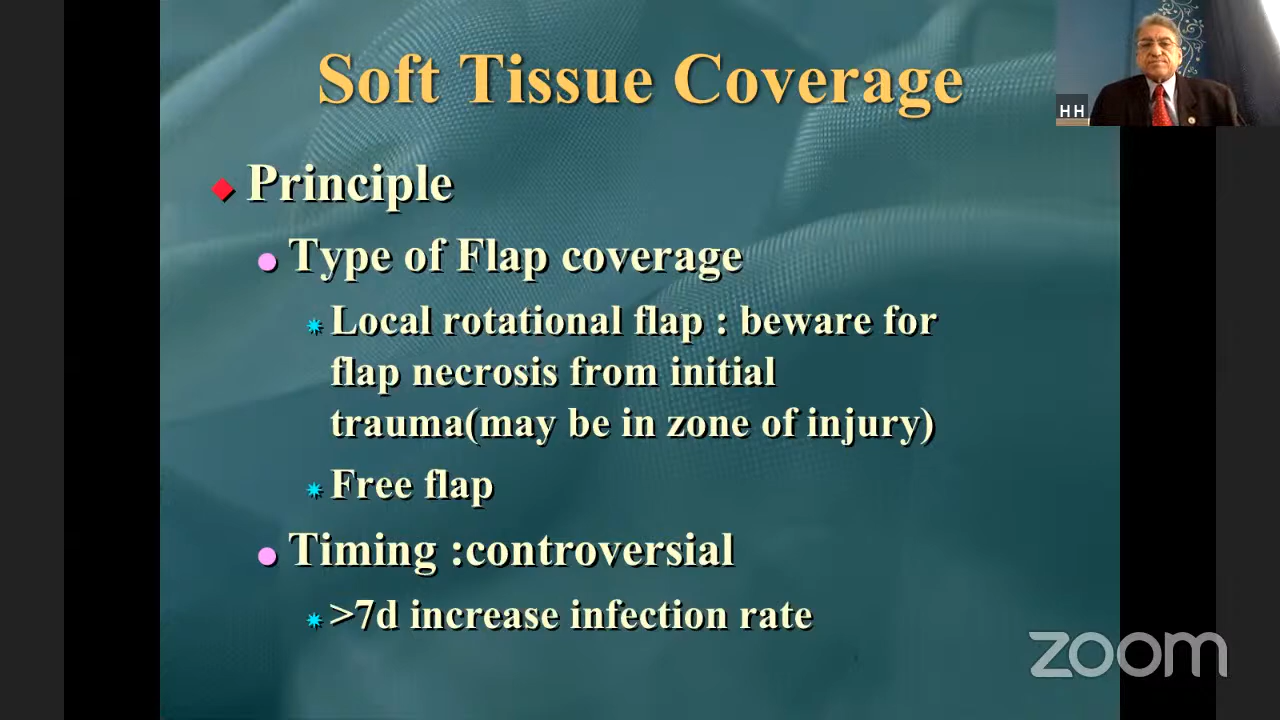 Soft Tissue Coverage
HH
Principle
Type of Flap coverage
Local rotational flap : beware for
flap necrosis from initial
trauma(may be in zone of injury)
Free flap
Timing :controversial
>7d increase infection rate
zoom